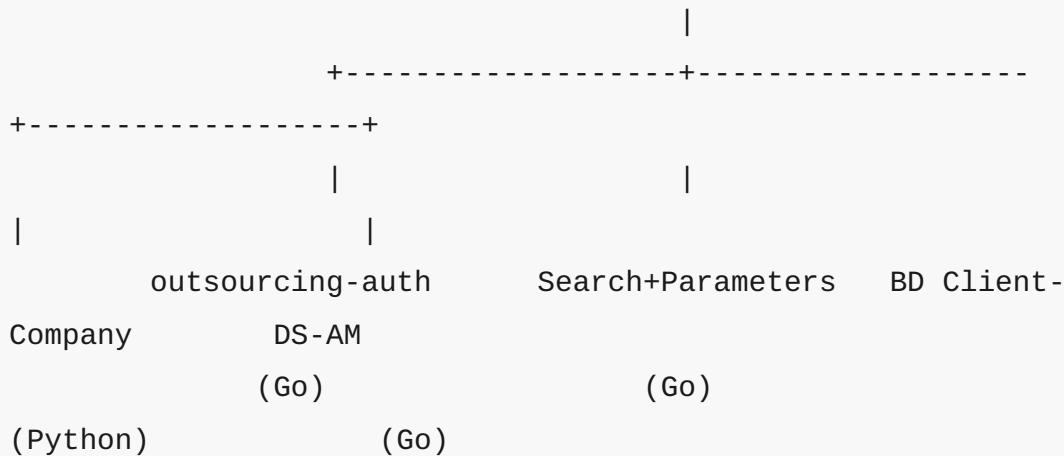 |
+-------------------+-------------------
+-------------------+
| |
| |
outsourcing-auth Search+Parameters BD Client-
Company DS-AM
(Go) (Go)
(Python) (Go)